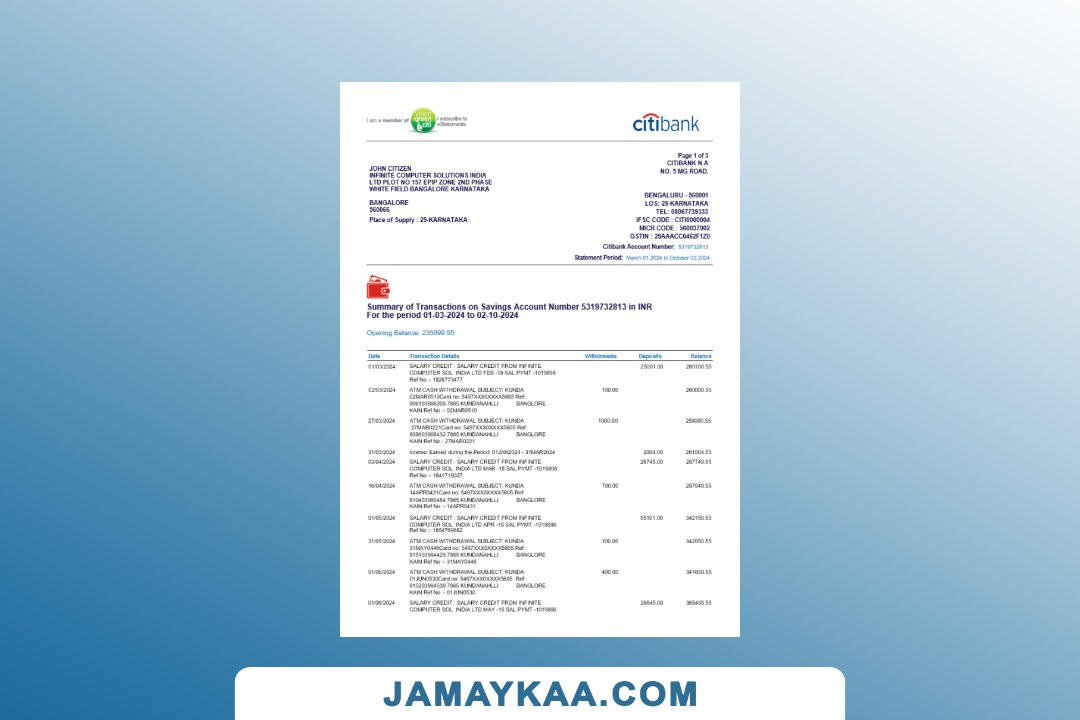 I am a member of green citi I subscribe to eStatements
citibank
Page 1 of 3
CITIBANK N.A
NO. 5 MG ROAD,
JOHN CITIZEN
INFINITE COMPUTER SOLUTIONS INDIA
LTD PLOT NO 157 EPIP ZONE 2ND PHASE
WHITE FIELD BANGALORE KARNATAKA
BANGALORE
560066
Place of Supply : 29-KARNATAKA
BENGALURU - 560001
LOS: 29-KARNATAKA
TEL: 08067739333
IFSC CODE : CITI0000004
MICR CODE : 560037002
GSTIN : 29AAACC0462F1Z0
Citibank Account Number: 5319732813
Statement Period: March 01,2024 to October 02,2024
Summary of Transactions on Savings Account Number 5319732813 in INR
For the period 01-03-2024 to 02-10-2024
Opening Balance: 235099.55
Date Transaction Details Withdrawals Deposits Balance
01/03/2024 SALARY CREDIT : SALARY CREDIT FROM INFINITE 25001.00 260100.55
COMPUTER SOL. INDIA LTD FEB -18 SAL PYMT -1019898
Ref No :- 1828773477
02/03/2024 ATM CASH WITHDRAWAL SUBJECT: KUNDA 100.00 260000.55
02MAR0510Card no: 5497XXX0XXXX5605 Ref:
806103986208 7865 KUNDANAHLLI BANGLORE
KAIN Ref No :- 02MAR0510
27/03/2024 ATM CASH WITHDRAWAL SUBJECT: KUNDA 1000.00 259000.55
27MAR0221Card no: 5497XXX0XXXX5605 Ref:
808603988432 7865 KUNDANAHLLI BANGLORE
KAIN Ref No : 27MAR0221
31/03/2024 Interest Earned during the Period: 01JAN2024 - 31MAR2024 2004.00 261004.55
03/04/2024 SALARY CREDIT : SALARY CREDIT FROM INFINITE 26745.00 287749.55
COMPUTER SOL. INDIA LTD MAR -18 SAL PYMT -1019898
Ref No :- 1841719027
16/04/2024 ATM CASH WITHDRAWAL SUBJECT: KUNDA 700.00 287049.55
14APR0431Card no: 5497XXX0XXXX5605 Ref:
810403980484 7865 KUNDANAHLLI BANGLORE
KAIN Ref No :- 14APR0431
01/05/2024 SALARY CREDIT : SALARY CREDIT FROM INFINITE 55101.00 342150.55
COMPUTER SOL. INDIA LTD APR -18 SAL PYMT -1019898
Ref No :- 1854769682
31/05/2024 ATM CASH WITHDRAWAL SUBJECT: KUNDA 100.00 342050.55
31MAY0446Card no: 5497XXX0XXXX5605 Ref:
815103984429 7865 KUNDANAHLLI BANGLORE
KAIN Ref No :- 31MAY0446
01/06/2024 ATM CASH WITHDRAWAL SUBJECT: KUNDA 400.00 341650.55
01JUN0530Card no: 5497XXX0XXXX5605 Ref:
815203984539 7865 KUNDANAHLLI BANGLORE
KAIN Ref No :- 01JUN0530
01/06/2024 SALARY CREDIT : SALARY CREDIT FROM INFINITE 26845.00 368495.55
COMPUTER SOL. INDIA LTD MAY -18 SAL PYMT -1019898
JAMAYKAA.COM